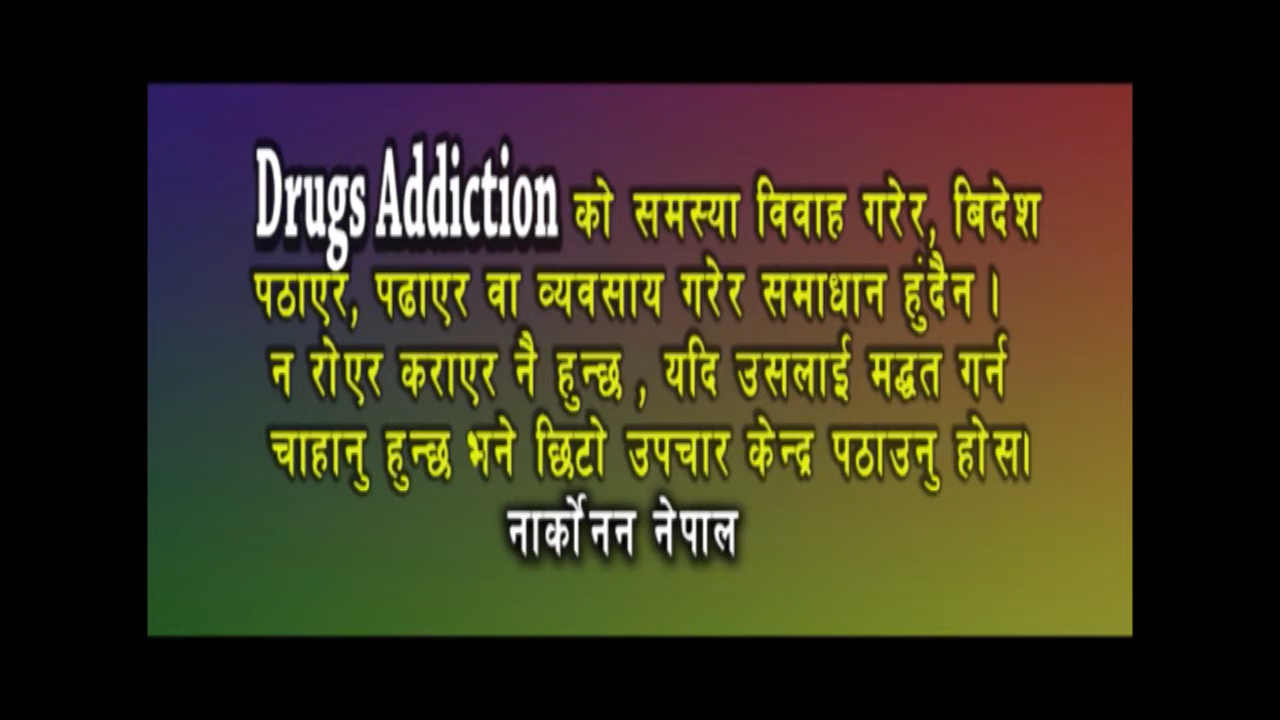 Drugs Addiction को समस्या विवाह गरेर, बिदेश
पठाएर, पढाएर वा व्यवसाय गरेर समाधान हुंदैन ।
न रोएर कराएर नै हुन्छ , यदि उसलाई मद्धत गर्न
चाहानु हुन्छ भने छिटो उपचार केन्द्र पठाउनु होस।
नार्कोनन नेपाल